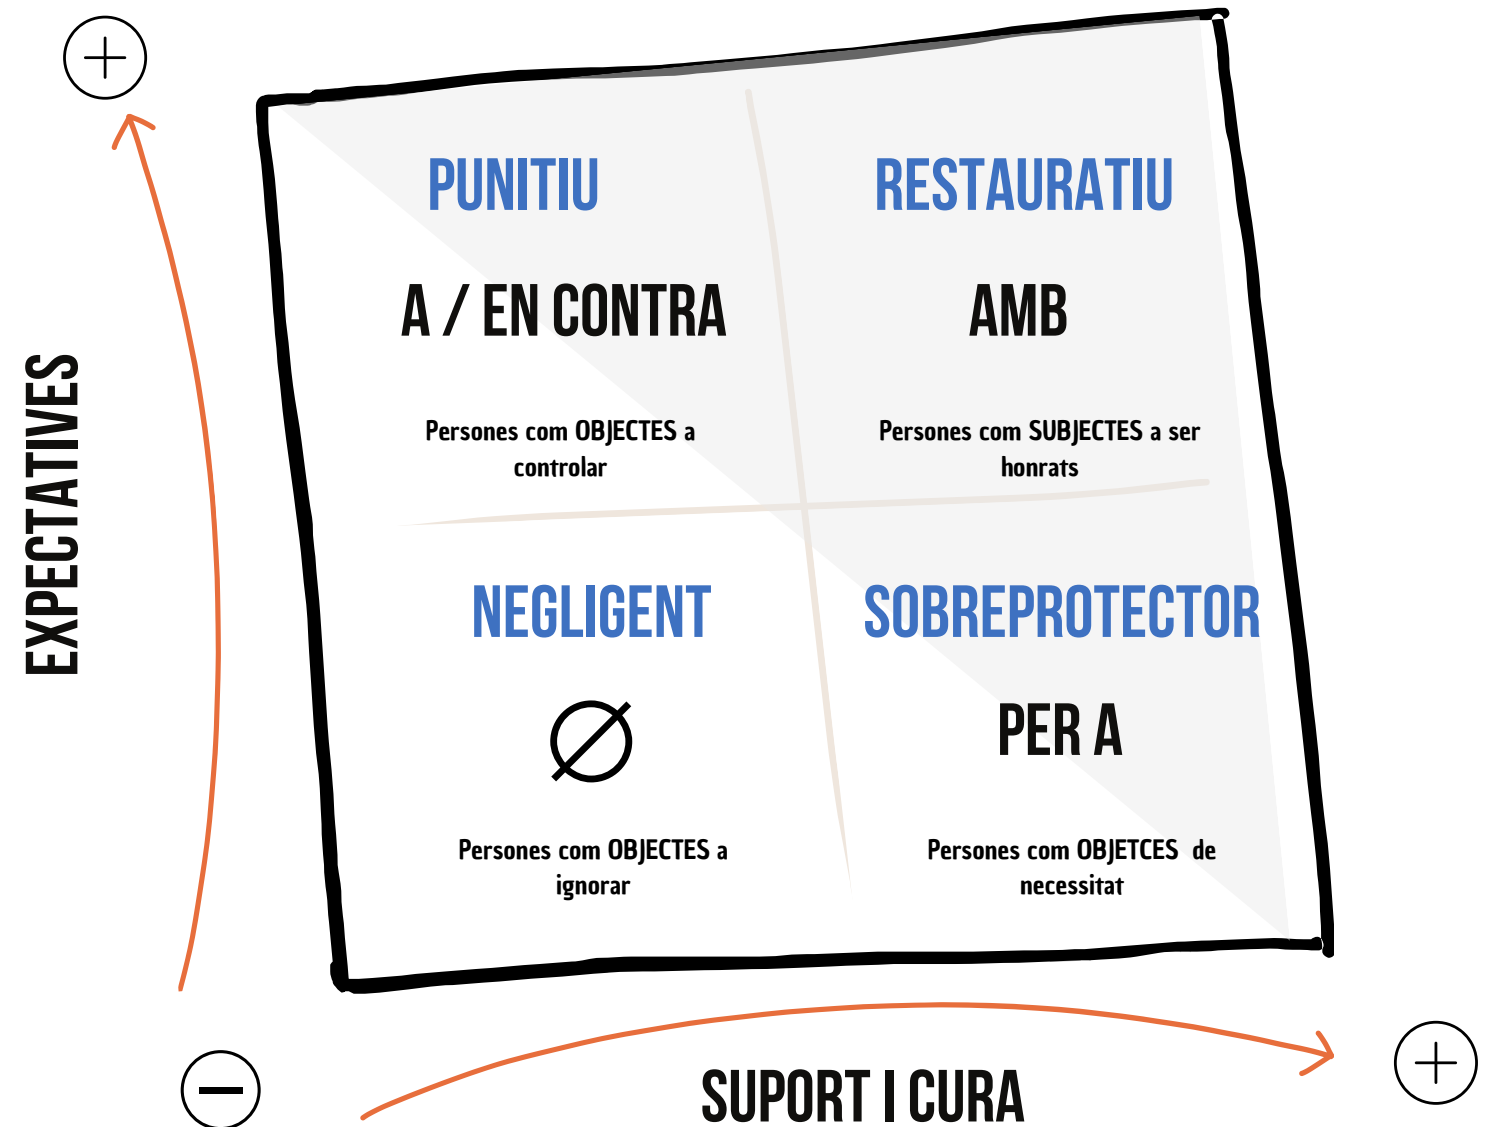 EXPECTATIVES
PUNITIU
A / EN CONTRA
Persones com OBJECTES a
controlar
RESTAURATIU
AMB
Persones com SUBJECTES a ser
honrats
NEGLIGENT
Ø
Persones com OBJECTES a
ignorar
SOBREPROTECTOR
PER A
Persones com OBJETCES de
necessitat
SUPORT I CURA